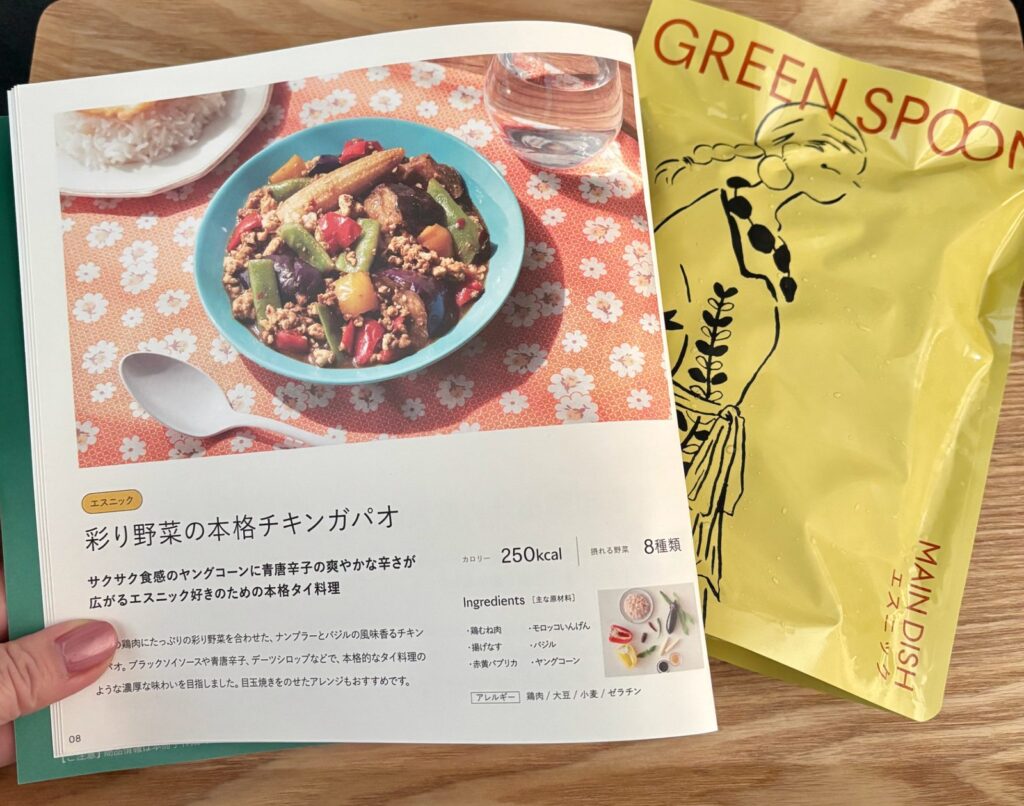 エスニック
彩り野菜の本格チキンガパオ
サクサク食感のヤングコーンに青唐辛子の爽やかな辛さが
広がるエスニック好きのための本格タイ料理
鶏肉にたっぷりの彩り野菜を合わせた、ナンプラーとバジルの風味香るチキン
パオ。ブラックソイソースや青唐辛子、デーツシロップなどで、本格的なタイ料理の
ような濃厚な味わいを目指しました。目玉焼きをのせたアレンジもおすすめです。
カロリー 250kcal 摂れる野菜 8種類
Ingredients [主な原材料]
・鶏むね肉 ・モロッコいんげん
・揚げなす ・バジル
・赤黄パプリカ ・ヤングコーン
アレルギー 鶏肉 / 大豆 / 小麦 / ゼラチン
08
GREEN SPOON
MAIN DISH
エスニック